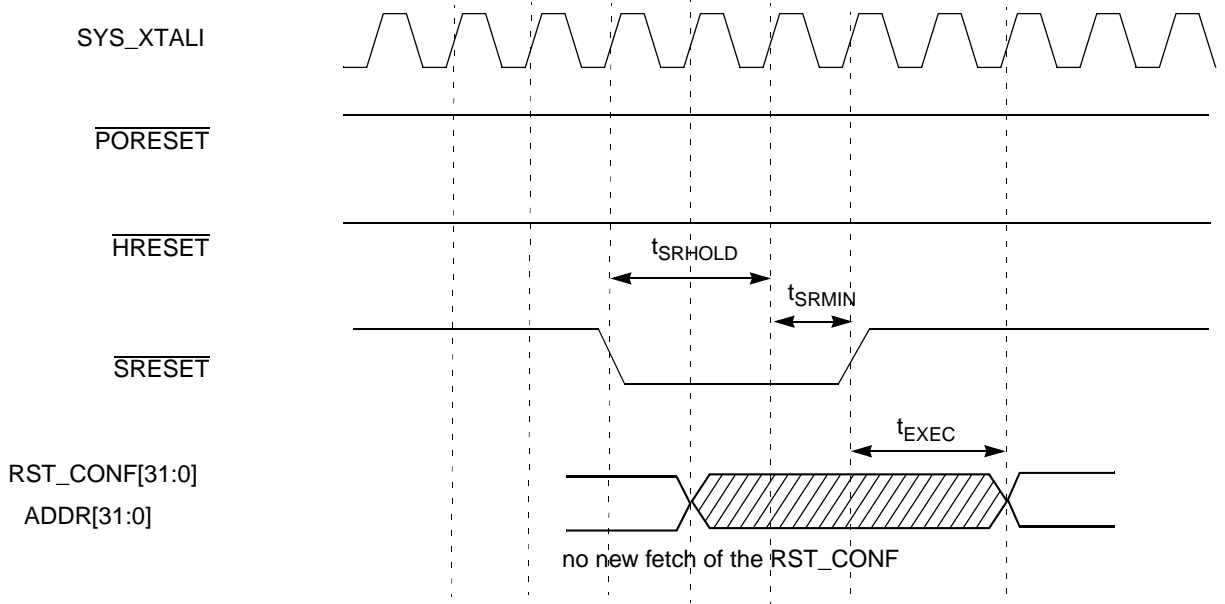 SYS_XTALI
PORESET
HRESET
tSRHOLD
tSRMIN
SRESET
tEXEC
RST_CONF[31:0]
ADDR[31:0]
no new fetch of the RST_CONF